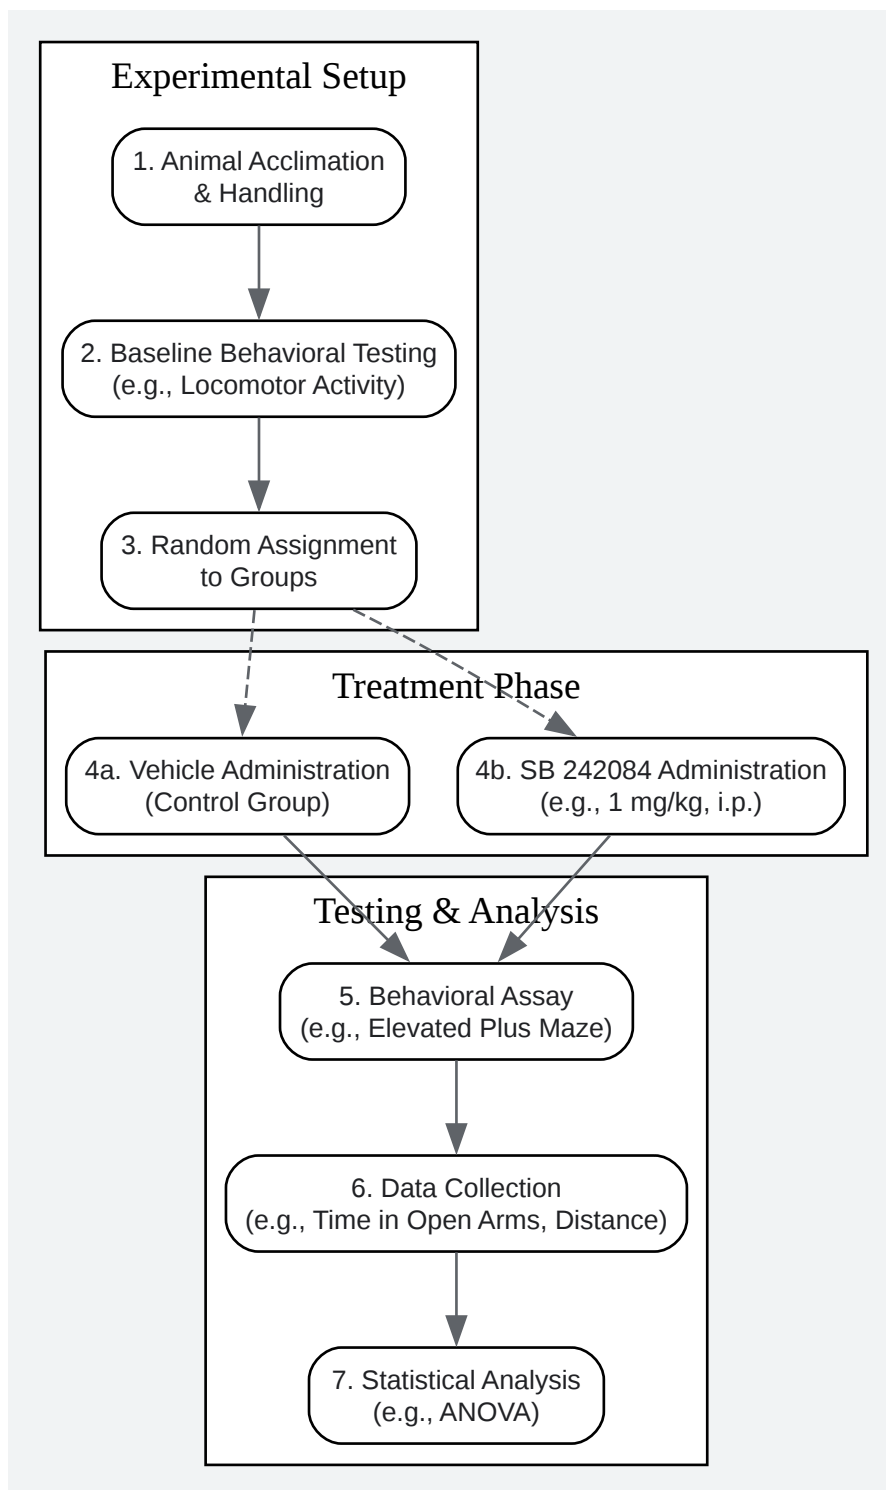 Experimental Setup
1. Animal Acclimation
& Handling
2. Baseline Behavioral Testing
(e.g., Locomotor Activity)
3. Random Assignment
to Groups
Treatment Phase
4a. Vehicle Administration
(Control Group)
4b. SB 242084 Administration
(e.g., 1 mg/kg, i.p.)
Testing & Analysis
5. Behavioral Assay
(e.g., Elevated Plus Maze)
6. Data Collection
(e.g., Time in Open Arms, Distance)
7. Statistical Analysis
(e.g., ANOVA)